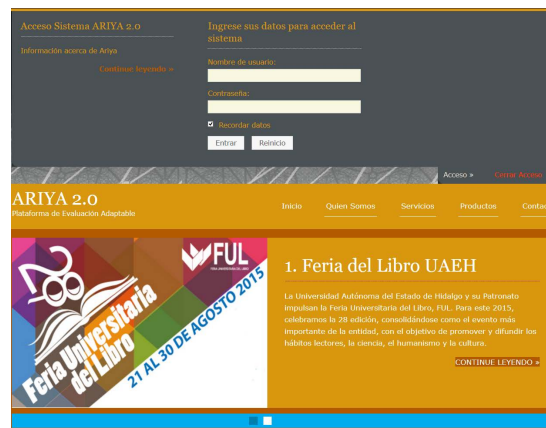 Acceso Sistema ARIYA 2.0
Información acerca de Ariya
Continue leyendo »
Ingrese sus datos para acceder al
sistema
Nombre de usuario:
Contraseña:
Recordar datos
Entrar Reinicio
Acceso » Cerrar Acceso
ARIYA 2.0
Plataforma de Evaluación Adaptable
Inicio Quien Somos Servicios Productos Contac
FUL
28
Feria Universitaria
del Libro
21 AL 30 DE AGOSTO 2015
1. Feria del Libro UAEH
La Universidad Autónoma del Estado de Hidalgo y su Patronato
impulsan la Feria Universitaria del Libro, FUL. Para este 2015,
celebramos la 28 edición, consolidándose como el evento más
importante de la entidad, con el objetivo de promover y difundir los
hábitos lectores, la ciencia, el humanismo y la cultura.
CONTINUE LEYENDO »